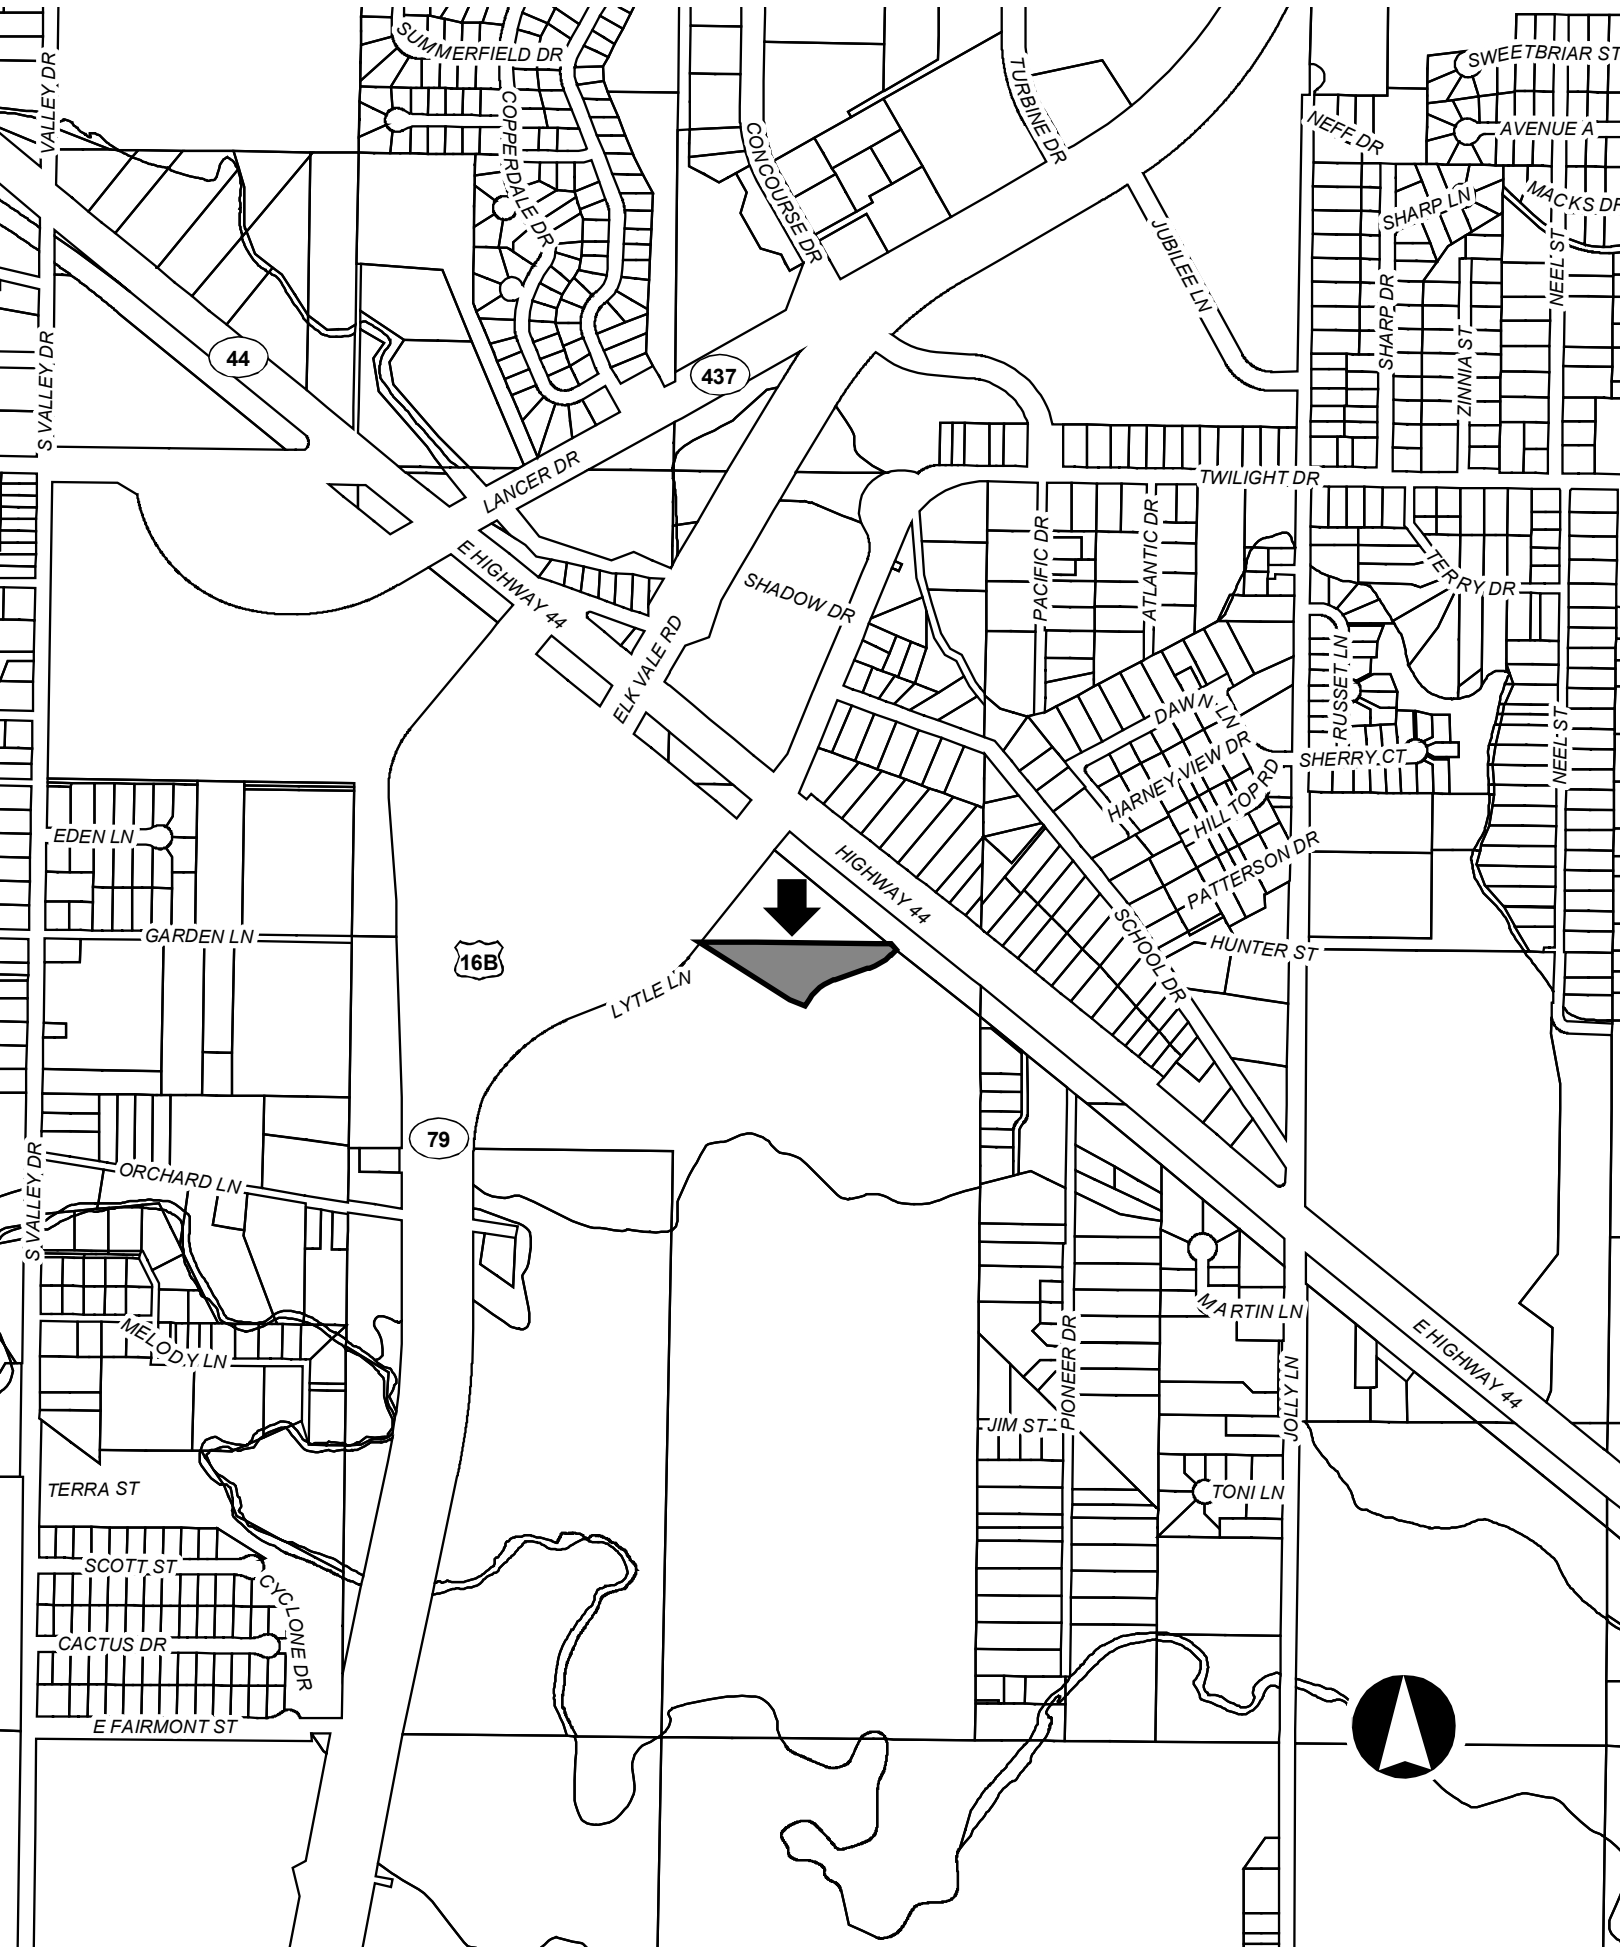 SUMMERFIELD DR
VALLEY DR
COPPERDALE DR
CONCOURSE DR
TURBINE DR
NEFF DR
SWEETBRIAR ST
AVENUE A
MACKS DR
SHARP LN
JUBILEE LN
NEEL ST
SHARP DR
ZINNIA ST
S VALLEY DR
44
437
LANCER DR
TWILIGHT DR
E HIGHWAY 44
SHADOW DR
PACIFIC DR
ATLANTIC DR
TERRY DR
ELK VALE RD
RUSSET LN
DAWN LN
HARNEY VIEW DR
SHERRY CT
NEEL ST
HILLTOP RD
EDEN LN
PATTERSON DR
HIGHWAY 44
GARDEN LN
SCHOOL DR
HUNTER ST
16B
LYTLE LN
79
S VALLEY DR
ORCHARD LN
MARTIN LN
MELODY LN
PIONEER DR
E HIGHWAY 44
JOLLY LN
JIM ST
TERRA ST
TONI LN
SCOTT ST
CYCLONE DR
CACTUS DR
E FAIRMONT ST